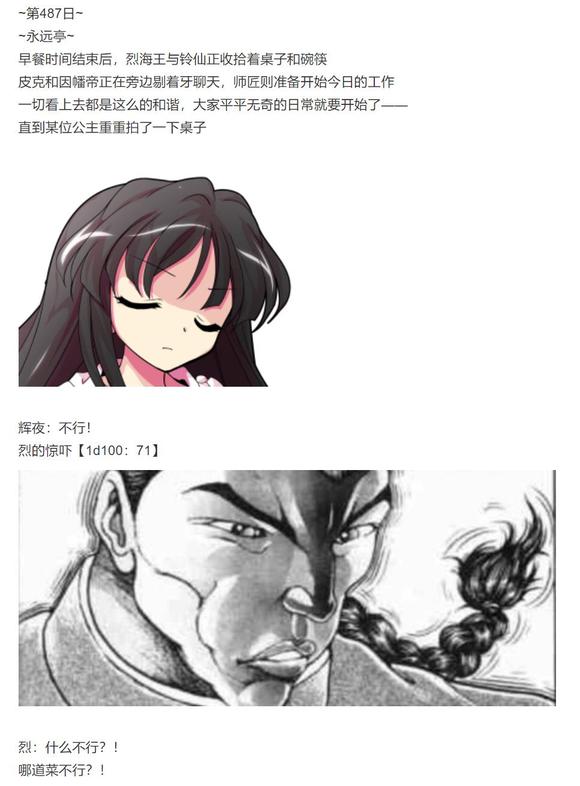 ~第487日~
~永远亭~
早餐时间结束后，烈海王与铃仙正收拾着桌子和碗筷
皮克和因幡帝正在旁边剔着牙聊天，师匠则准备开始今日的工作
一切看上去都是这么的和谐，大家平平无奇的日常就要开始了——
直到某位公主重重拍了一下桌子
辉夜：不行！
烈的惊吓【1d100：71】
烈：什么不行？！
哪道菜不行？！